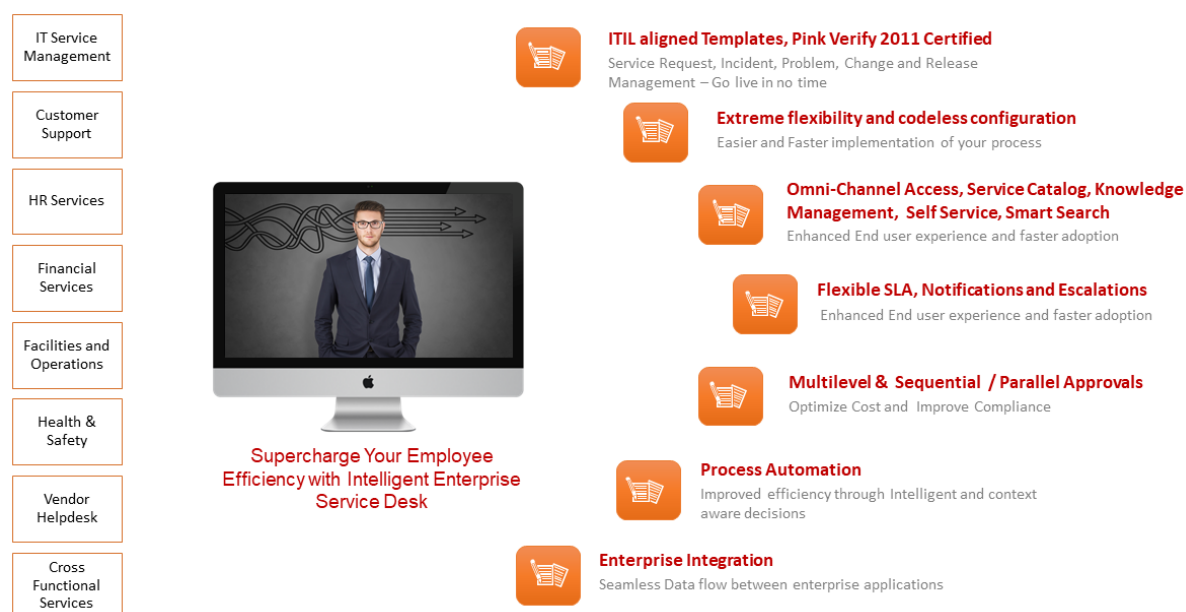 IT Service
Management
Customer
Support
HR Services
Financial
Services
Facilities and
Operations
Health &
Safety
Vendor
Helpdesk
Cross
Functional
Services
Supercharge Your Employee
Efficiency with Intelligent Enterprise
Service Desk
ITIL aligned Templates, Pink Verify 2011 Certified
Service Request, Incident, Problem, Change and Release
Management – Go live in no time
Extreme flexibility and codeless configuration
Easier and Faster implementation of your process
Omni-Channel Access, Service Catalog, Knowledge
Management, Self Service, Smart Search
Enhanced End user experience and faster adoption
Flexible SLA, Notifications and Escalations
Enhanced End user experience and faster adoption
Multilevel & Sequential / Parallel Approvals
Optimize Cost and Improve Compliance
Process Automation
Improved efficiency through Intelligent and context
aware decisions
Enterprise Integration
Seamless Data flow between enterprise applications